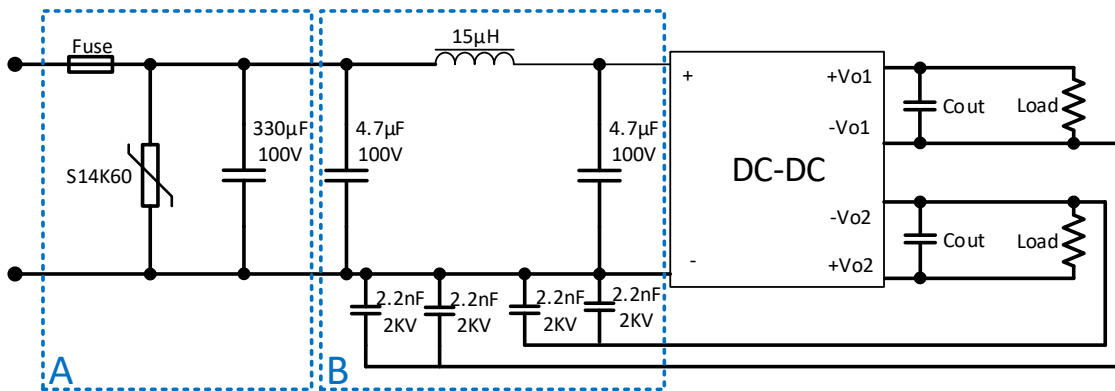 Fuse
S14K60
330μF
100V
A
4.7μF
100V
15μH
4.7μF
100V
2.2nF
2KV
2.2nF
2KV
2.2nF
2KV
2.2nF
2KV
B
+
-
DC-DC
+Vo1
-Vo1
-Vo2
+Vo2
Cout
Load
Cout
Load